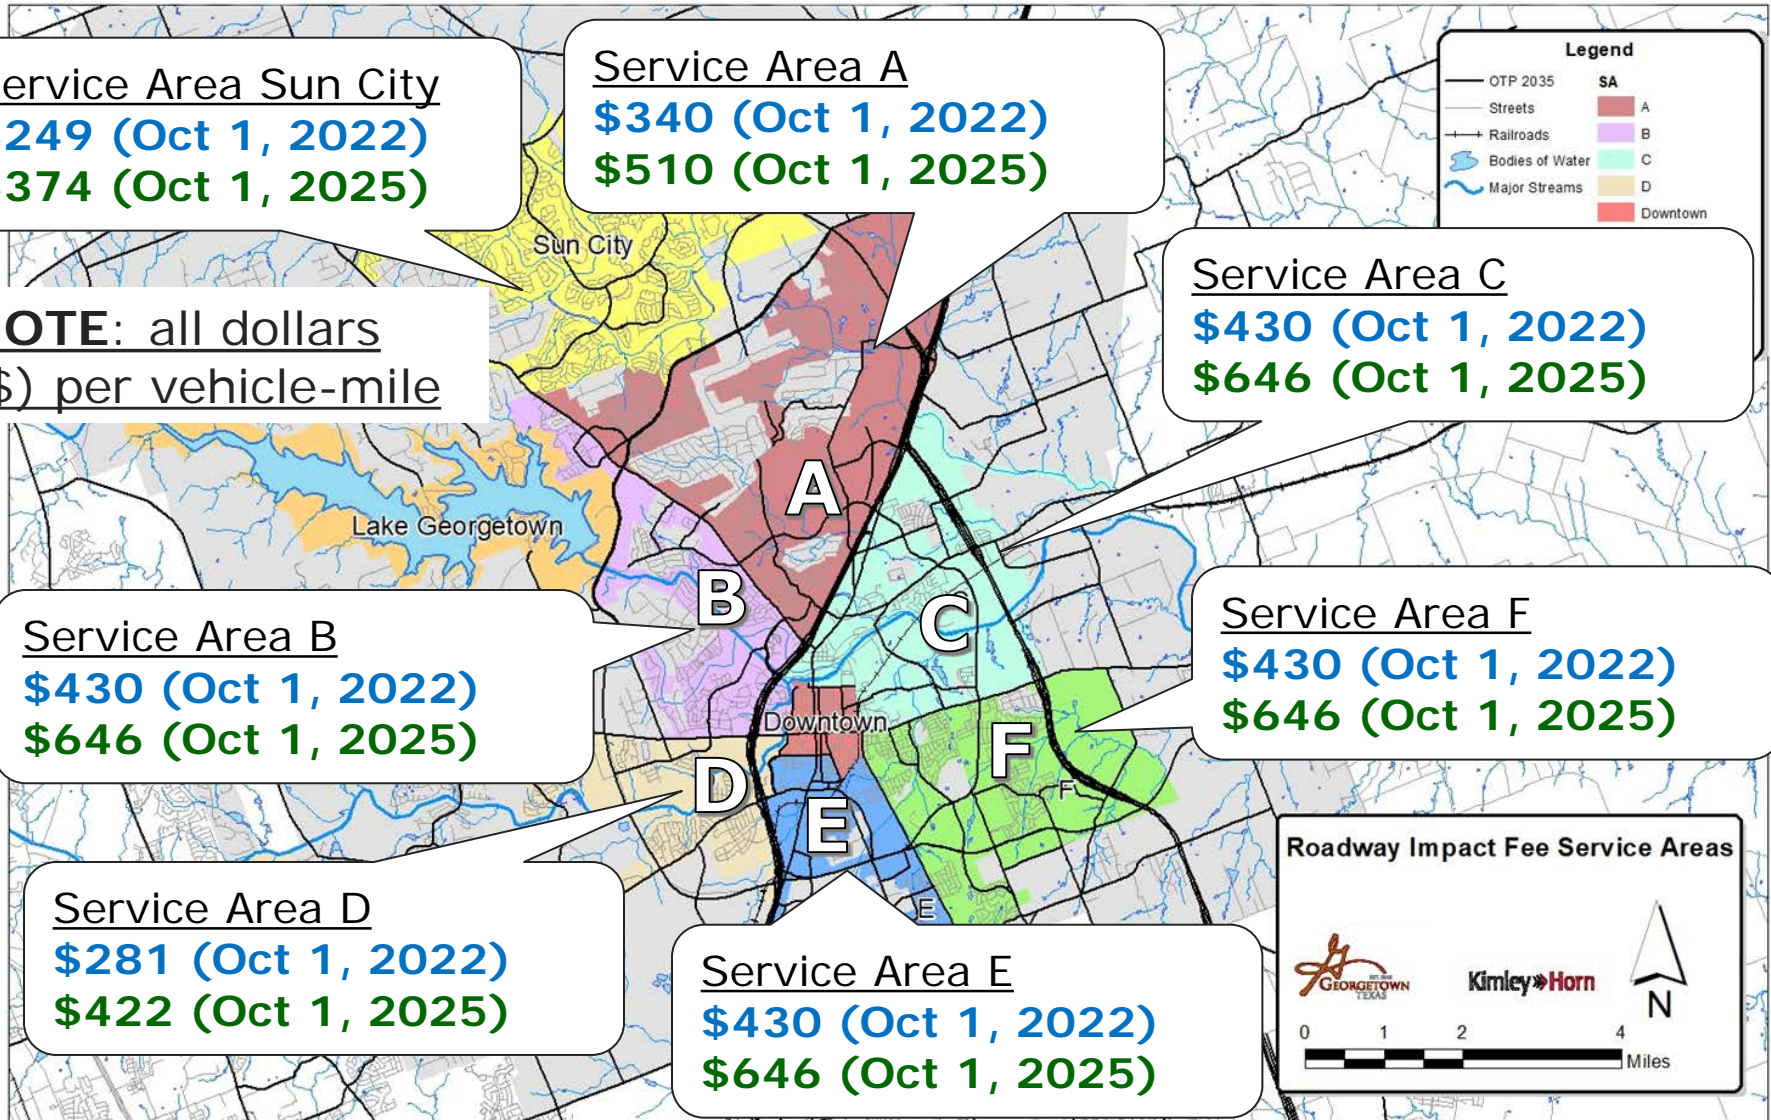 ervice Area Sun City
249 (Oct 1, 2022)
374 (Oct 1, 2025)
Service Area A
$340 (Oct 1, 2022)
$510 (Oct 1, 2025)
Legend
OTP 2035
Streets
Railroads
Bodies of Water
Major Streams
SA
A
B
C
D
Downtown
Sun City
OTE: all dollars
$) per vehicle-mile
Service Area C
$430 (Oct 1, 2022)
$646 (Oct 1, 2025)
A
Lake Georgetown
B
C
Service Area B
$430 (Oct 1, 2022)
$646 (Oct 1, 2025)
Service Area F
$430 (Oct 1, 2022)
$646 (Oct 1, 2025)
Downtown
D
E
F
F
E
Service Area D
$281 (Oct 1, 2022)
$422 (Oct 1, 2025)
Service Area E
$430 (Oct 1, 2022)
$646 (Oct 1, 2025)
Roadway Impact Fee Service Areas
GEORGETOWN
TEXAS
Kimley»Horn
N
0 1 2 4
Miles